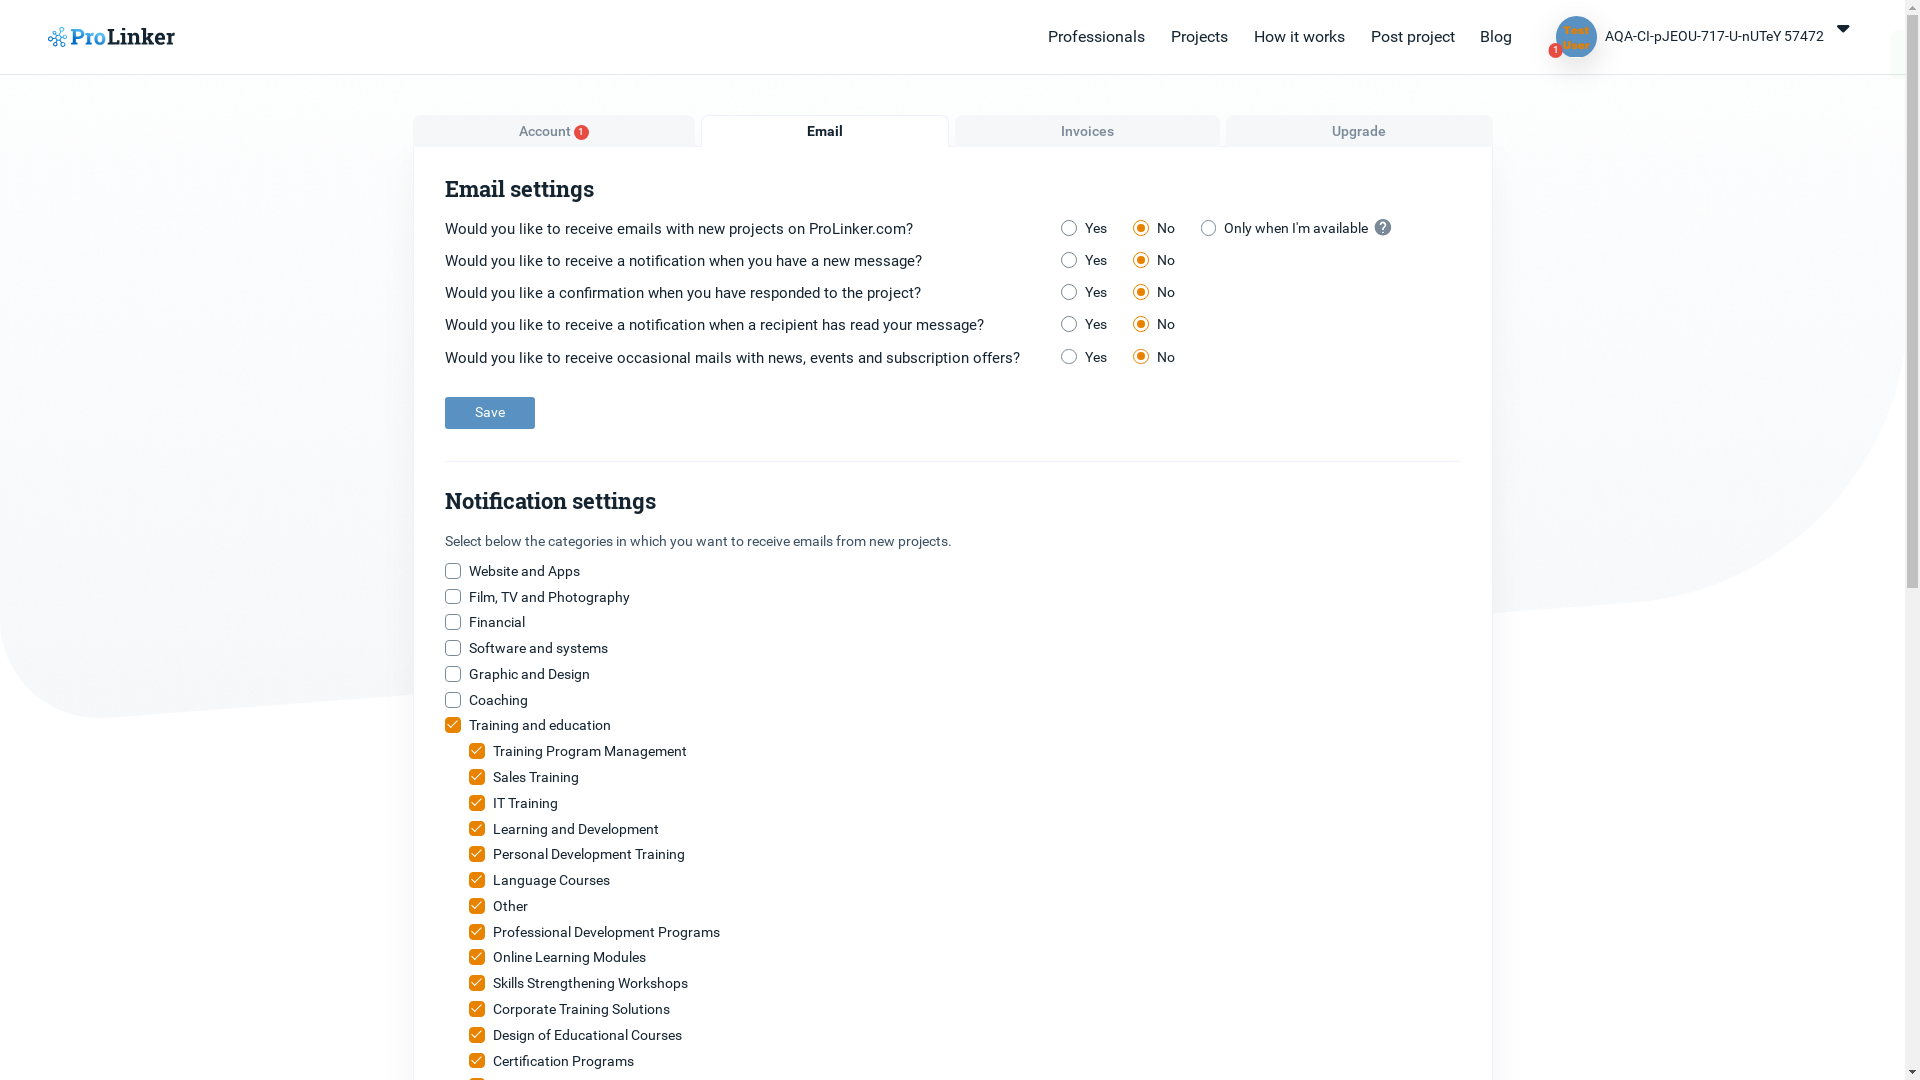 ProLinker
Professionals Projects How it works Post project Blog
Test User
1
AQA-CI-pJEOU-717-U-nUTeY 57472
Account 1
Email
Invoices
Upgrade
Email settings
Would you like to receive emails with new projects on ProLinker.com? Yes No Only when I'm available ?
Would you like to receive a notification when you have a new message? Yes No
Would you like a confirmation when you have responded to the project? Yes No
Would you like to receive a notification when a recipient has read your message? Yes No
Would you like to receive occasional mails with news, events and subscription offers? Yes No
Save
Notification settings
Select below the categories in which you want to receive emails from new projects.
Website and Apps
Film, TV and Photography
Financial
Software and systems
Graphic and Design
Coaching
Training and education
Training Program Management
Sales Training
IT Training
Learning and Development
Personal Development Training
Language Courses
Other
Professional Development Programs
Online Learning Modules
Skills Strengthening Workshops
Corporate Training Solutions
Design of Educational Courses
Certification Programs